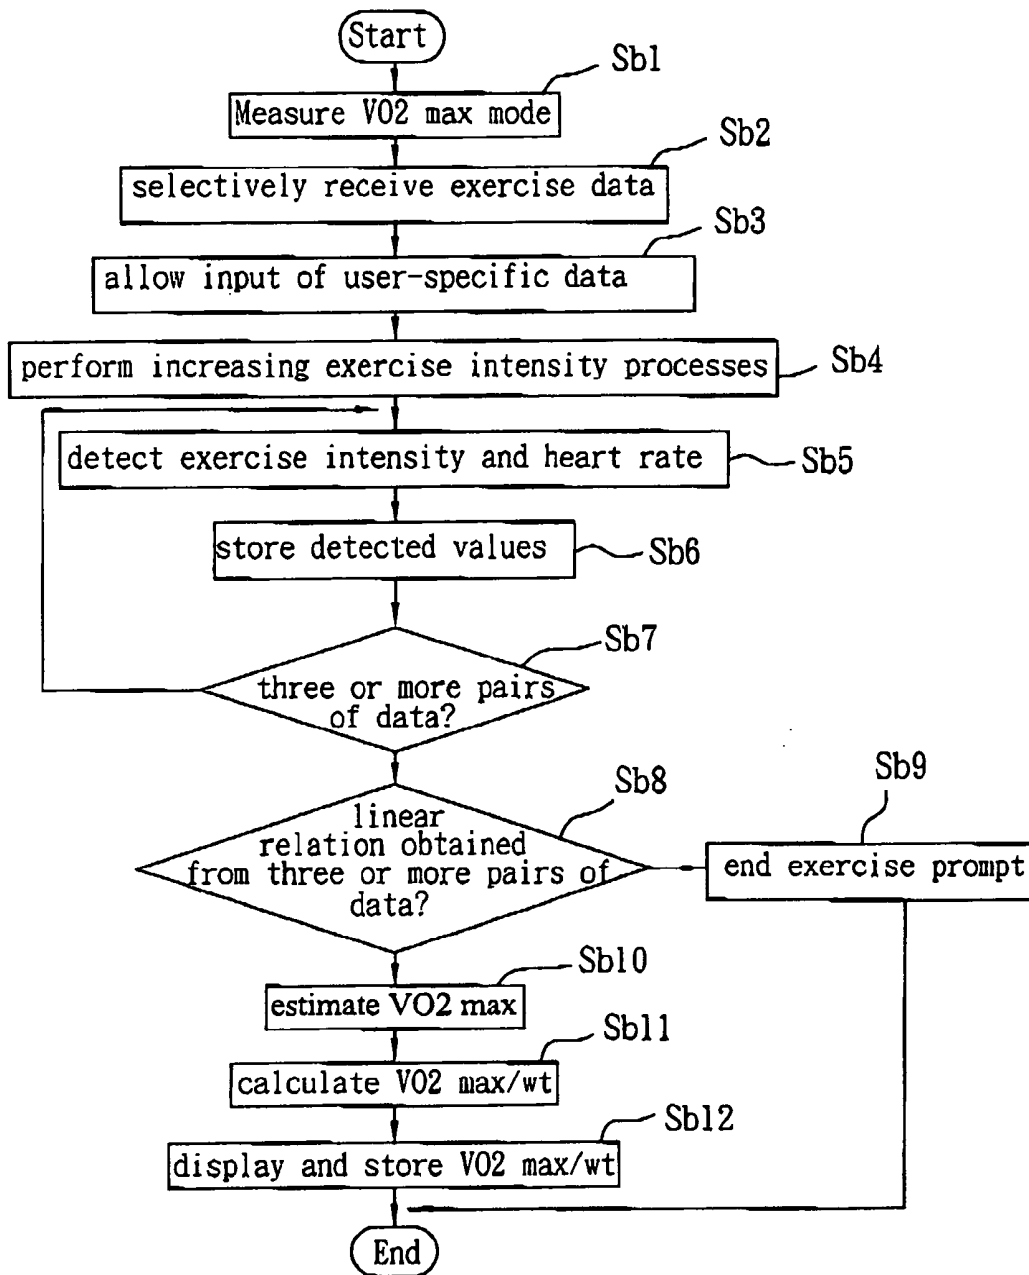 Start
Sb1
Measure VO2 max mode
Sb2
selectively receive exercise data
Sb3
allow input of user-specific data
perform increasing exercise intensity processes
Sb4
detect exercise intensity and heart rate
Sb5
store detected values
Sb6
Sb7
three or more pairs
of data?
Sb8
linear
relation obtained
from three or more pairs of
data?
Sb9
end exercise prompt
Sb10
estimate VO2 max
Sb11
calculate VO2 max/wt
Sb12
display and store VO2 max/wt
End